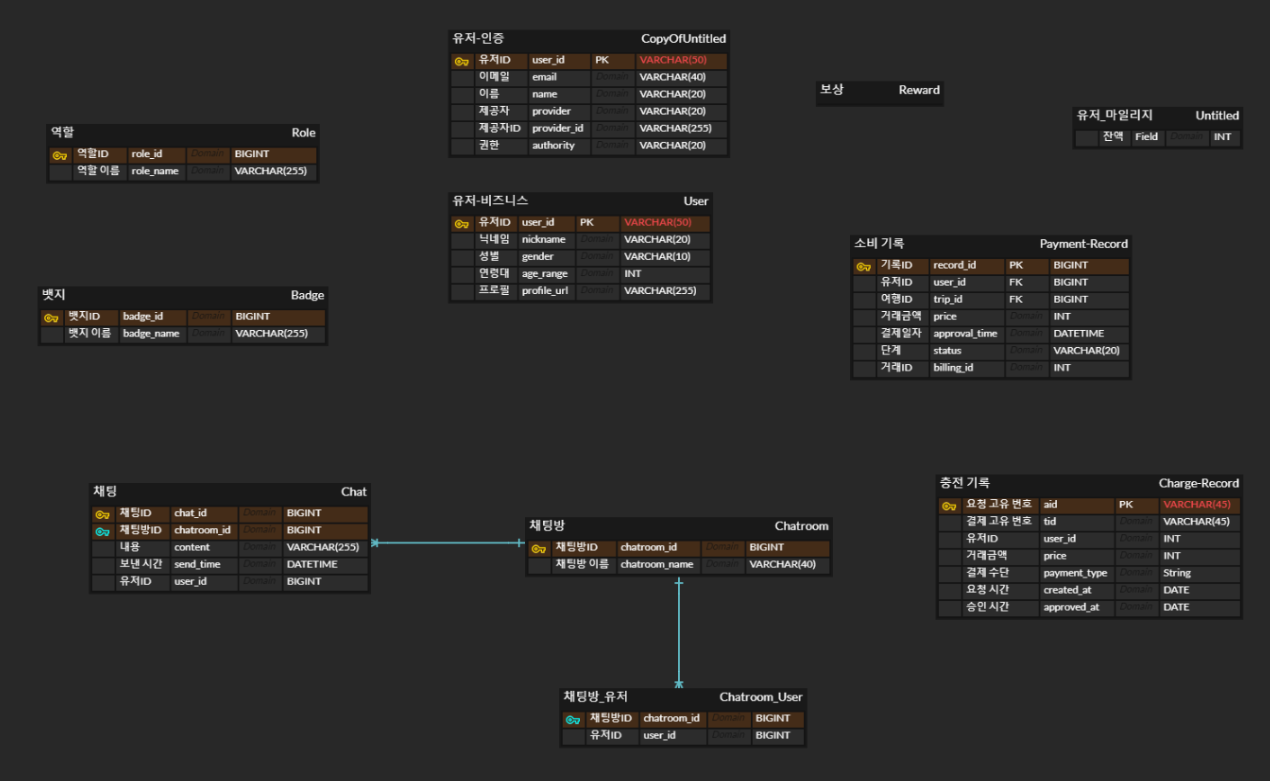 유저-인증 CopyOfUntitled
유저ID user_id PK VARCHAR(50)
이메일 email Domain VARCHAR(40)
이름 name Domain VARCHAR(20)
제공자 provider Domain VARCHAR(20)
제공자ID provider_id Domain VARCHAR(255)
권한 authority Domain VARCHAR(20)
보상 Reward
유저_마일리지 Untitled
잔액 Field Domain INT
역할 Role
역할ID role_id Domain BIGINT
역할 이름 role_name Domain VARCHAR(255)
유저-비즈니스 User
유저ID user_id PK VARCHAR(50)
닉네임 nickname Domain VARCHAR(20)
성별 gender Domain VARCHAR(10)
연령대 age_range Domain INT
프로필 profile_url Domain VARCHAR(255)
소비 기록 Payment-Record
기록ID record_id PK BIGINT
유저ID user_id FK BIGINT
여행ID trip_id FK BIGINT
거래금액 price Domain INT
결제일자 approval_time Domain DATETIME
단계 status Domain VARCHAR(20)
거래ID billing_id Domain INT
뱃지 Badge
뱃지ID badge_id Domain BIGINT
뱃지 이름 badge_name Domain VARCHAR(255)
채팅 Chat
채팅ID chat_id Domain BIGINT
채팅방ID chatroom_id Domain BIGINT
내용 content Domain VARCHAR(255)
보낸 시간 send_time Domain DATETIME
유저ID user_id Domain BIGINT
채팅방 Chatroom
채팅방ID chatroom_id Domain BIGINT
채팅방 이름 chatroom_name Domain VARCHAR(40)
충전 기록 Charge-Record
요청 고유 번호 aid PK VARCHAR(45)
결제 고유 번호 tid Domain VARCHAR(45)
유저ID user_id Domain INT
거래금액 price Domain INT
결제 수단 payment_type Domain String
요청 시간 created_at Domain DATE
승인 시간 approved_at Domain DATE
채팅방_유저 Chatroom_User
채팅방ID chatroom_id Domain BIGINT
유저ID user_id Domain BIGINT